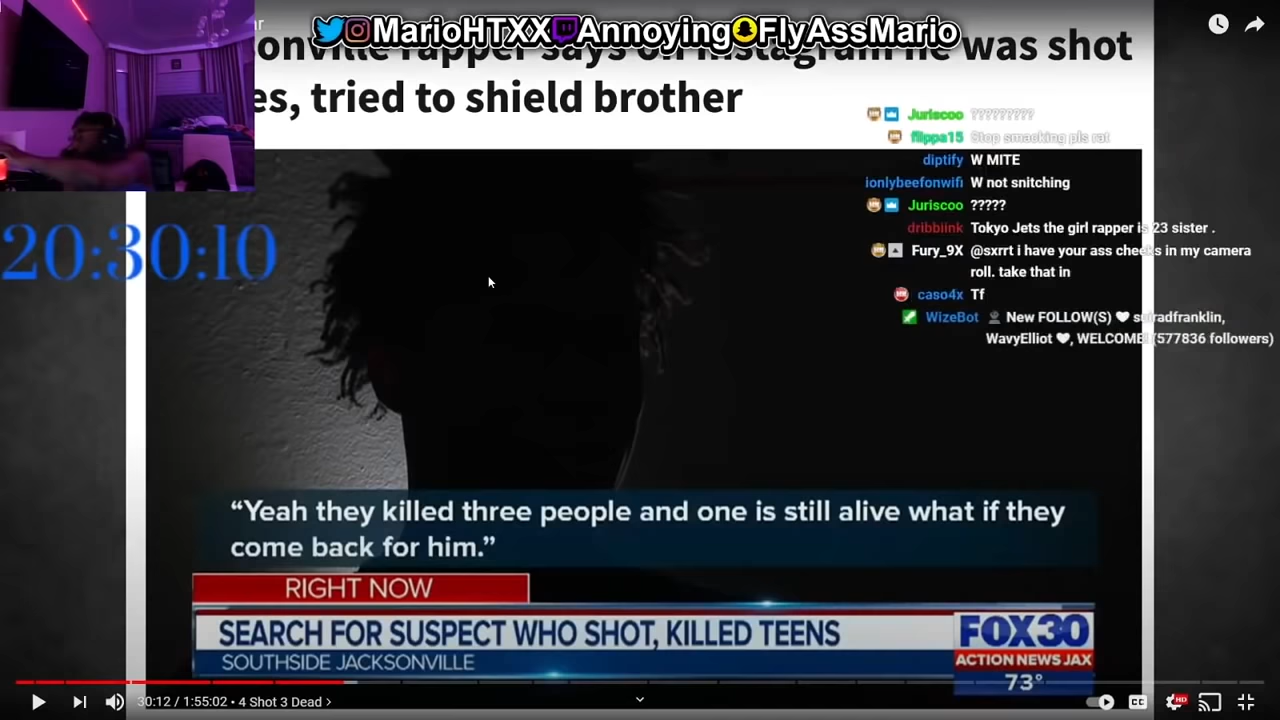 MarioHTXX Annoying FlyAssMario
onville rapper says on Instagram he was shot
es, tried to shield brother
Juriscoo ?????????
filppa15 Stop smacking pls rat
diptify W MITE
ionlybeefonwifi W not snitching
Juriscoo ?????
dribbiink Tokyo Jets the girl rapper is 23 sister .
Fury_9X @sxrrt i have your ass cheeks in my camera
roll. take that in
caso4x Tf
WizeBot New FOLLOW(S)
WavyElliot , WELCOME! (577836 followers)
20:30:10
“Yeah they killed three people and one is still alive what if they
come back for him.”
RIGHT NOW
SEARCH FOR SUSPECT WHO SHOT, KILLED TEENS
SOUTHSIDE JACKSONVILLE
FOX30
ACTION NEWS JAX
73°
30:12 / 1:55:02 • 4 Shot 3 Dead >
CC
HD